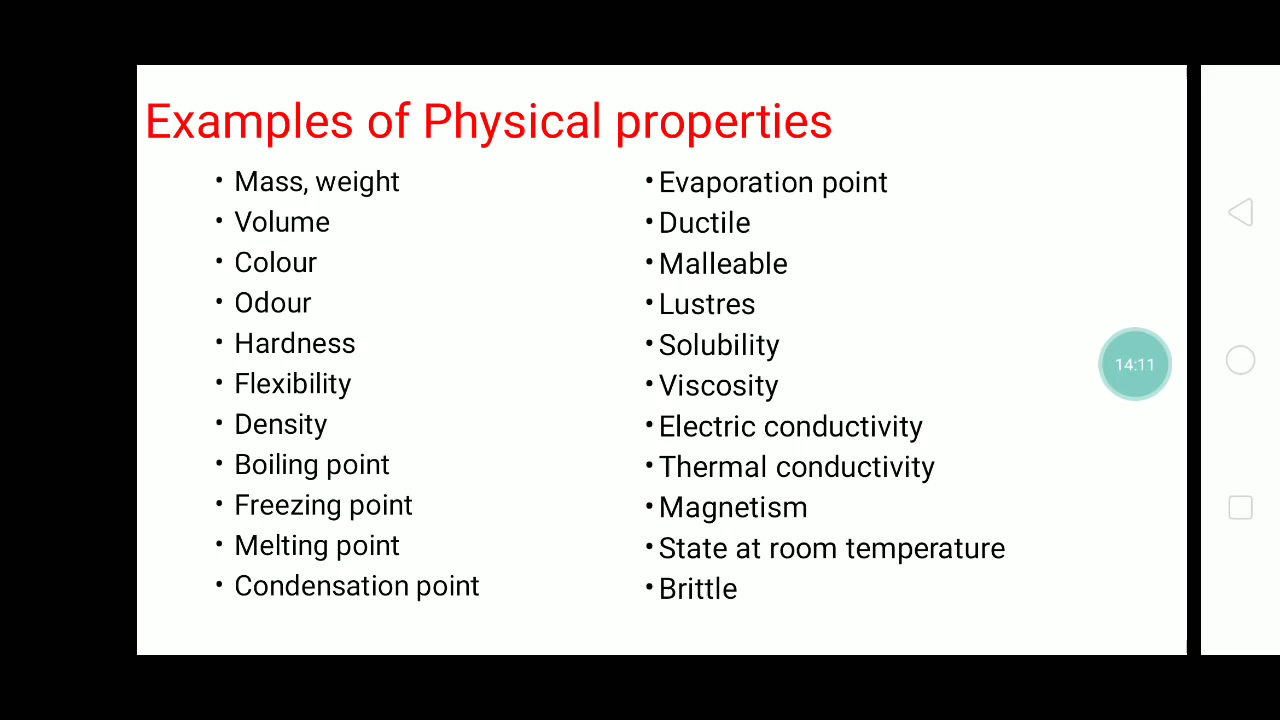 Examples of Physical properties
• Mass, weight
• Volume
• Colour
• Odour
• Hardness
• Flexibility
• Density
• Boiling point
• Freezing point
• Melting point
• Condensation point
• Evaporation point
• Ductile
• Malleable
• Lustres
• Solubility
• Viscosity
• Electric conductivity
• Thermal conductivity
• Magnetism
• State at room temperature
• Brittle
14:11